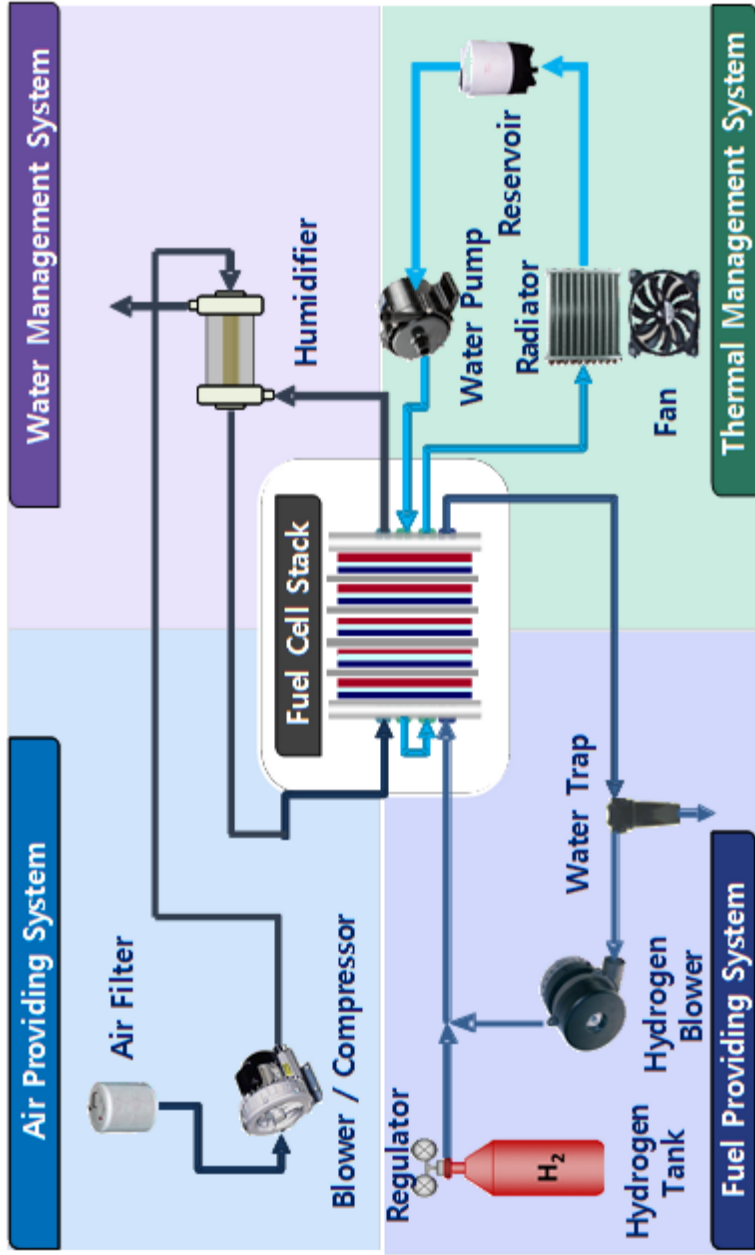 Air Providing System
Water Management System
Air Filter
Blower / Compressor
Humidifier
Fuel Cell Stack
Regulator
H2
Hydrogen
Tank
Hydrogen
Blower
Water Trap
Water Pump
Reservoir
Radiator
Fan
Fuel Providing System
Thermal Management System